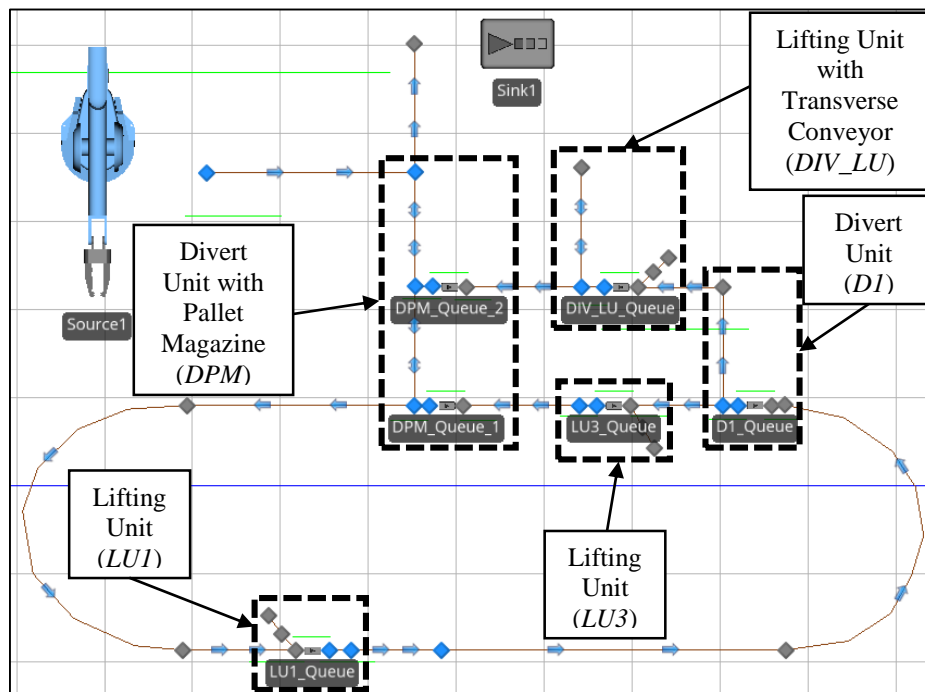 Sink1
Lifting Unit
with
Transverse
Conveyor
(DIV_LU)
Source1
Divert
Unit with
Pallet
Magazine
(DPM)
DPM_Queue_2
DIV_LU_Queue
Divert
Unit
(D1)
DPM_Queue_1
LU3_Queue
D1_Queue
Lifting
Unit
(LU1)
Lifting
Unit
(LU3)
LU1_Queue